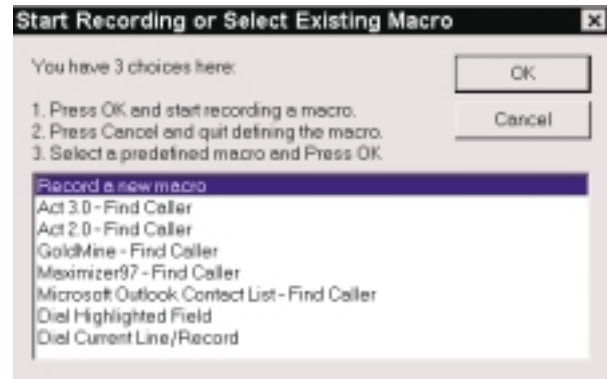 Start Recording or Select Existing Macro
You have 3 choices here:
OK
1. Press OK and start recording a macro.
Cancel
2. Press Cancel and quit defining the macro.
3. Select a predefined macro and Press OK
Record a new macro
Act 3.0 - Find Caller
Act 2.0 - Find Caller
GoldMine - Find Caller
Maximizer97 - Find Caller
Microsoft Outlook Contact List - Find Caller
Dial Highlighted Field
Dial Current Line/Record